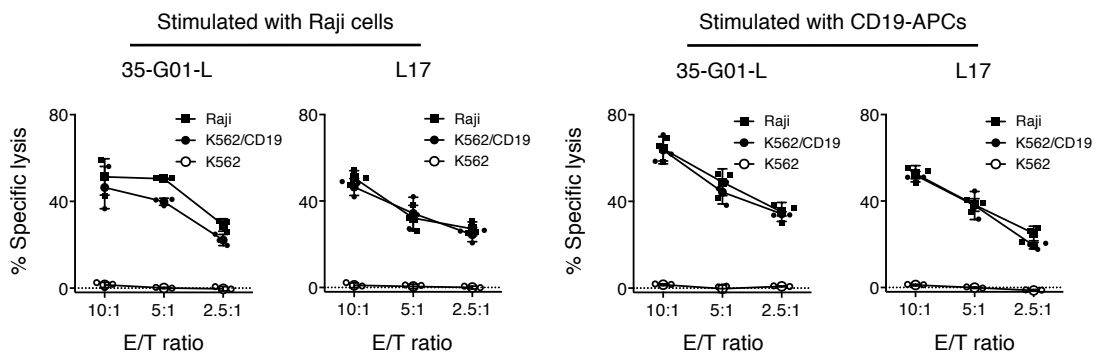 Stimulated with Raji cells
Stimulated with CD19-APCs
35-G01-L
L17
35-G01-L
L17
% Specific lysis
80
40
0
Raji
K562/CD19
K562
10:1
5:1
2.5:1
E/T ratio
80
40
0
Raji
K562/CD19
K562
10:1
5:1
2.5:1
E/T ratio
% Specific lysis
80
40
0
Raji
K562/CD19
K562
10:1
5:1
2.5:1
E/T ratio
80
40
0
Raji
K562/CD19
K562
10:1
5:1
2.5:1
E/T ratio